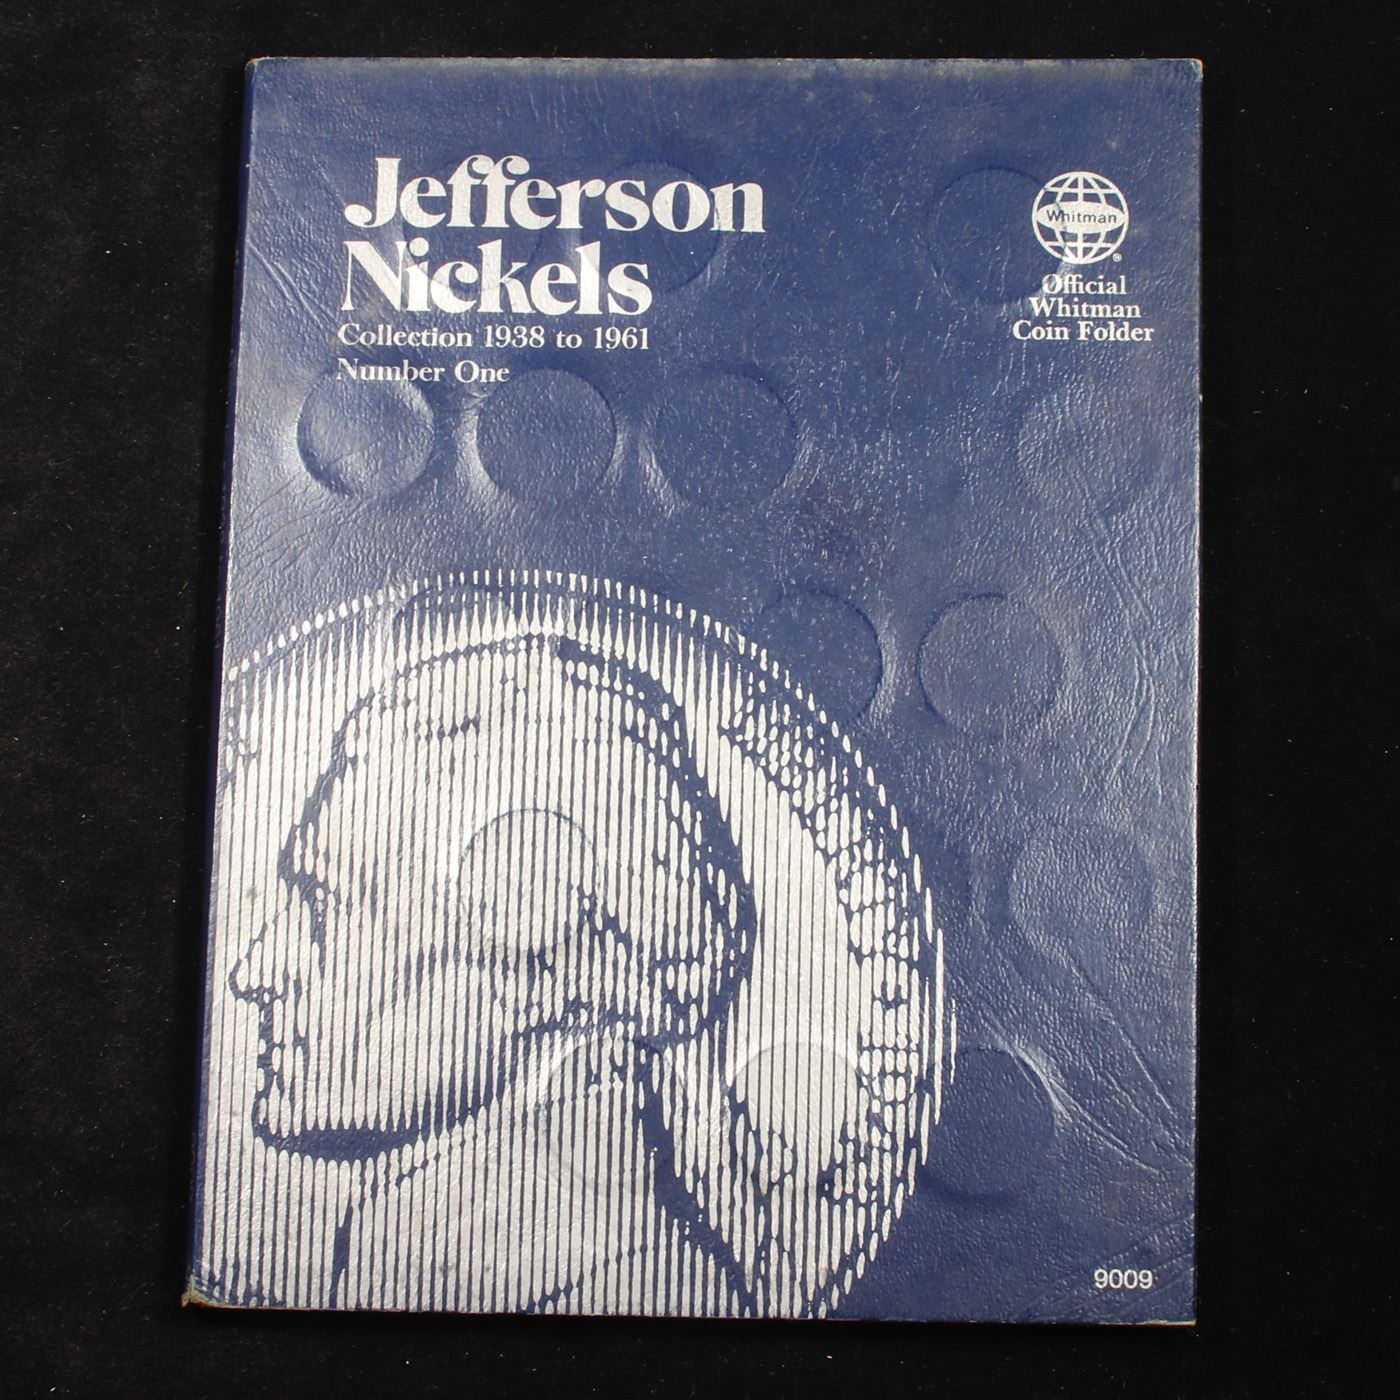 Jefferson
Nickels
Collection 1938 to 1961
Number One
Whitman
®
Official
Whitman
Coin Folder
9009